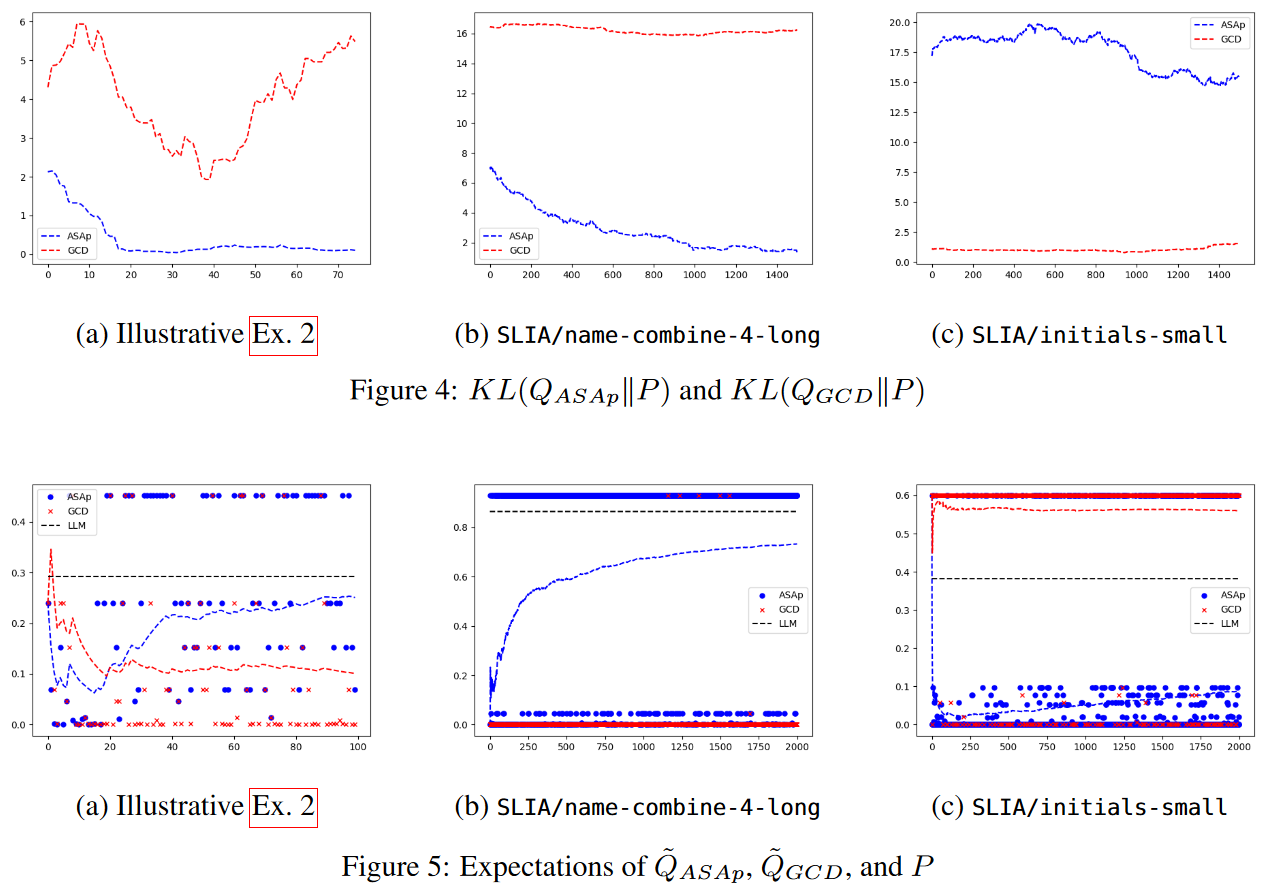 6
5
4
3
2
1
0
ASAp
GCD
0 10 20 30 40 50 60 70
16
14
12
10
8
6
4
2
ASAp
GCD
0 200 400 600 800 1000 1200 1400
20.0
17.5
15.0
12.5
10.0
7.5
5.0
2.5
0.0
ASAp
GCD
0 200 400 600 800 1000 1200 1400
(a) Illustrative Ex. 2
(b) SLIA/name-combine-4-long
(c) SLIA/initials-small
Figure 4: KL(Q_{ASAp}∥P) and KL(Q_{GCD}∥P)
0.4
0.3
0.2
0.1
0.0
ASAp
GCD
LLM
0 20 40 60 80 100
0.8
0.6
0.4
0.2
0.0
ASAp
GCD
LLM
0 250 500 750 1000 1250 1500 1750 2000
0.6
0.5
0.4
0.3
0.2
0.1
0.0
ASAp
GCD
LLM
0 250 500 750 1000 1250 1500 1750 2000
(a) Illustrative Ex. 2
(b) SLIA/name-combine-4-long
(c) SLIA/initials-small
Figure 5: Expectations of Q̃_{ASAp}, Q̃_{GCD}, and P